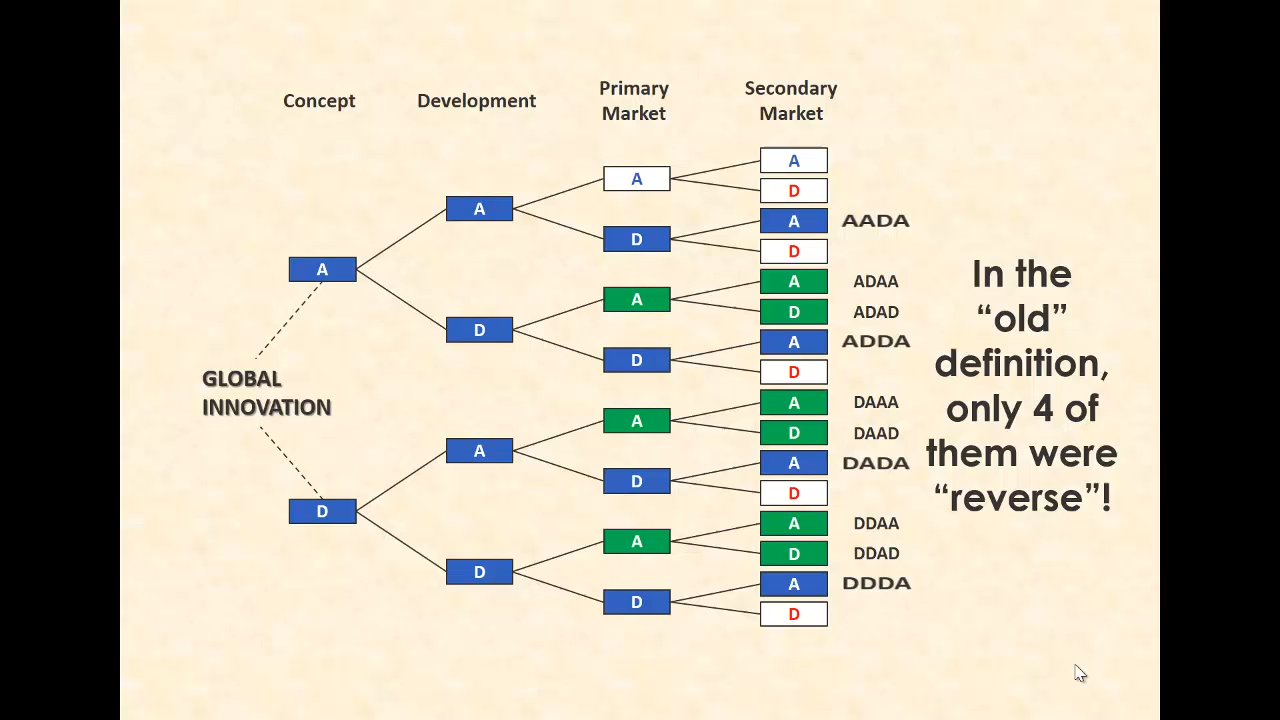 Concept
Development
Primary
Market
Secondary
Market
A
D
A
D
A
D
A
D
A
D
A
D
A
D
A
D
A
AADA
D
A
ADAA
D
ADAD
A
ADDA
D
A
DAAA
D
DAAD
A
DADA
D
A
DDAA
D
DDAD
A
DDDA
D
GLOBAL
INNOVATION
In the
“old”
definition,
only 4 of
them were
“reverse”!